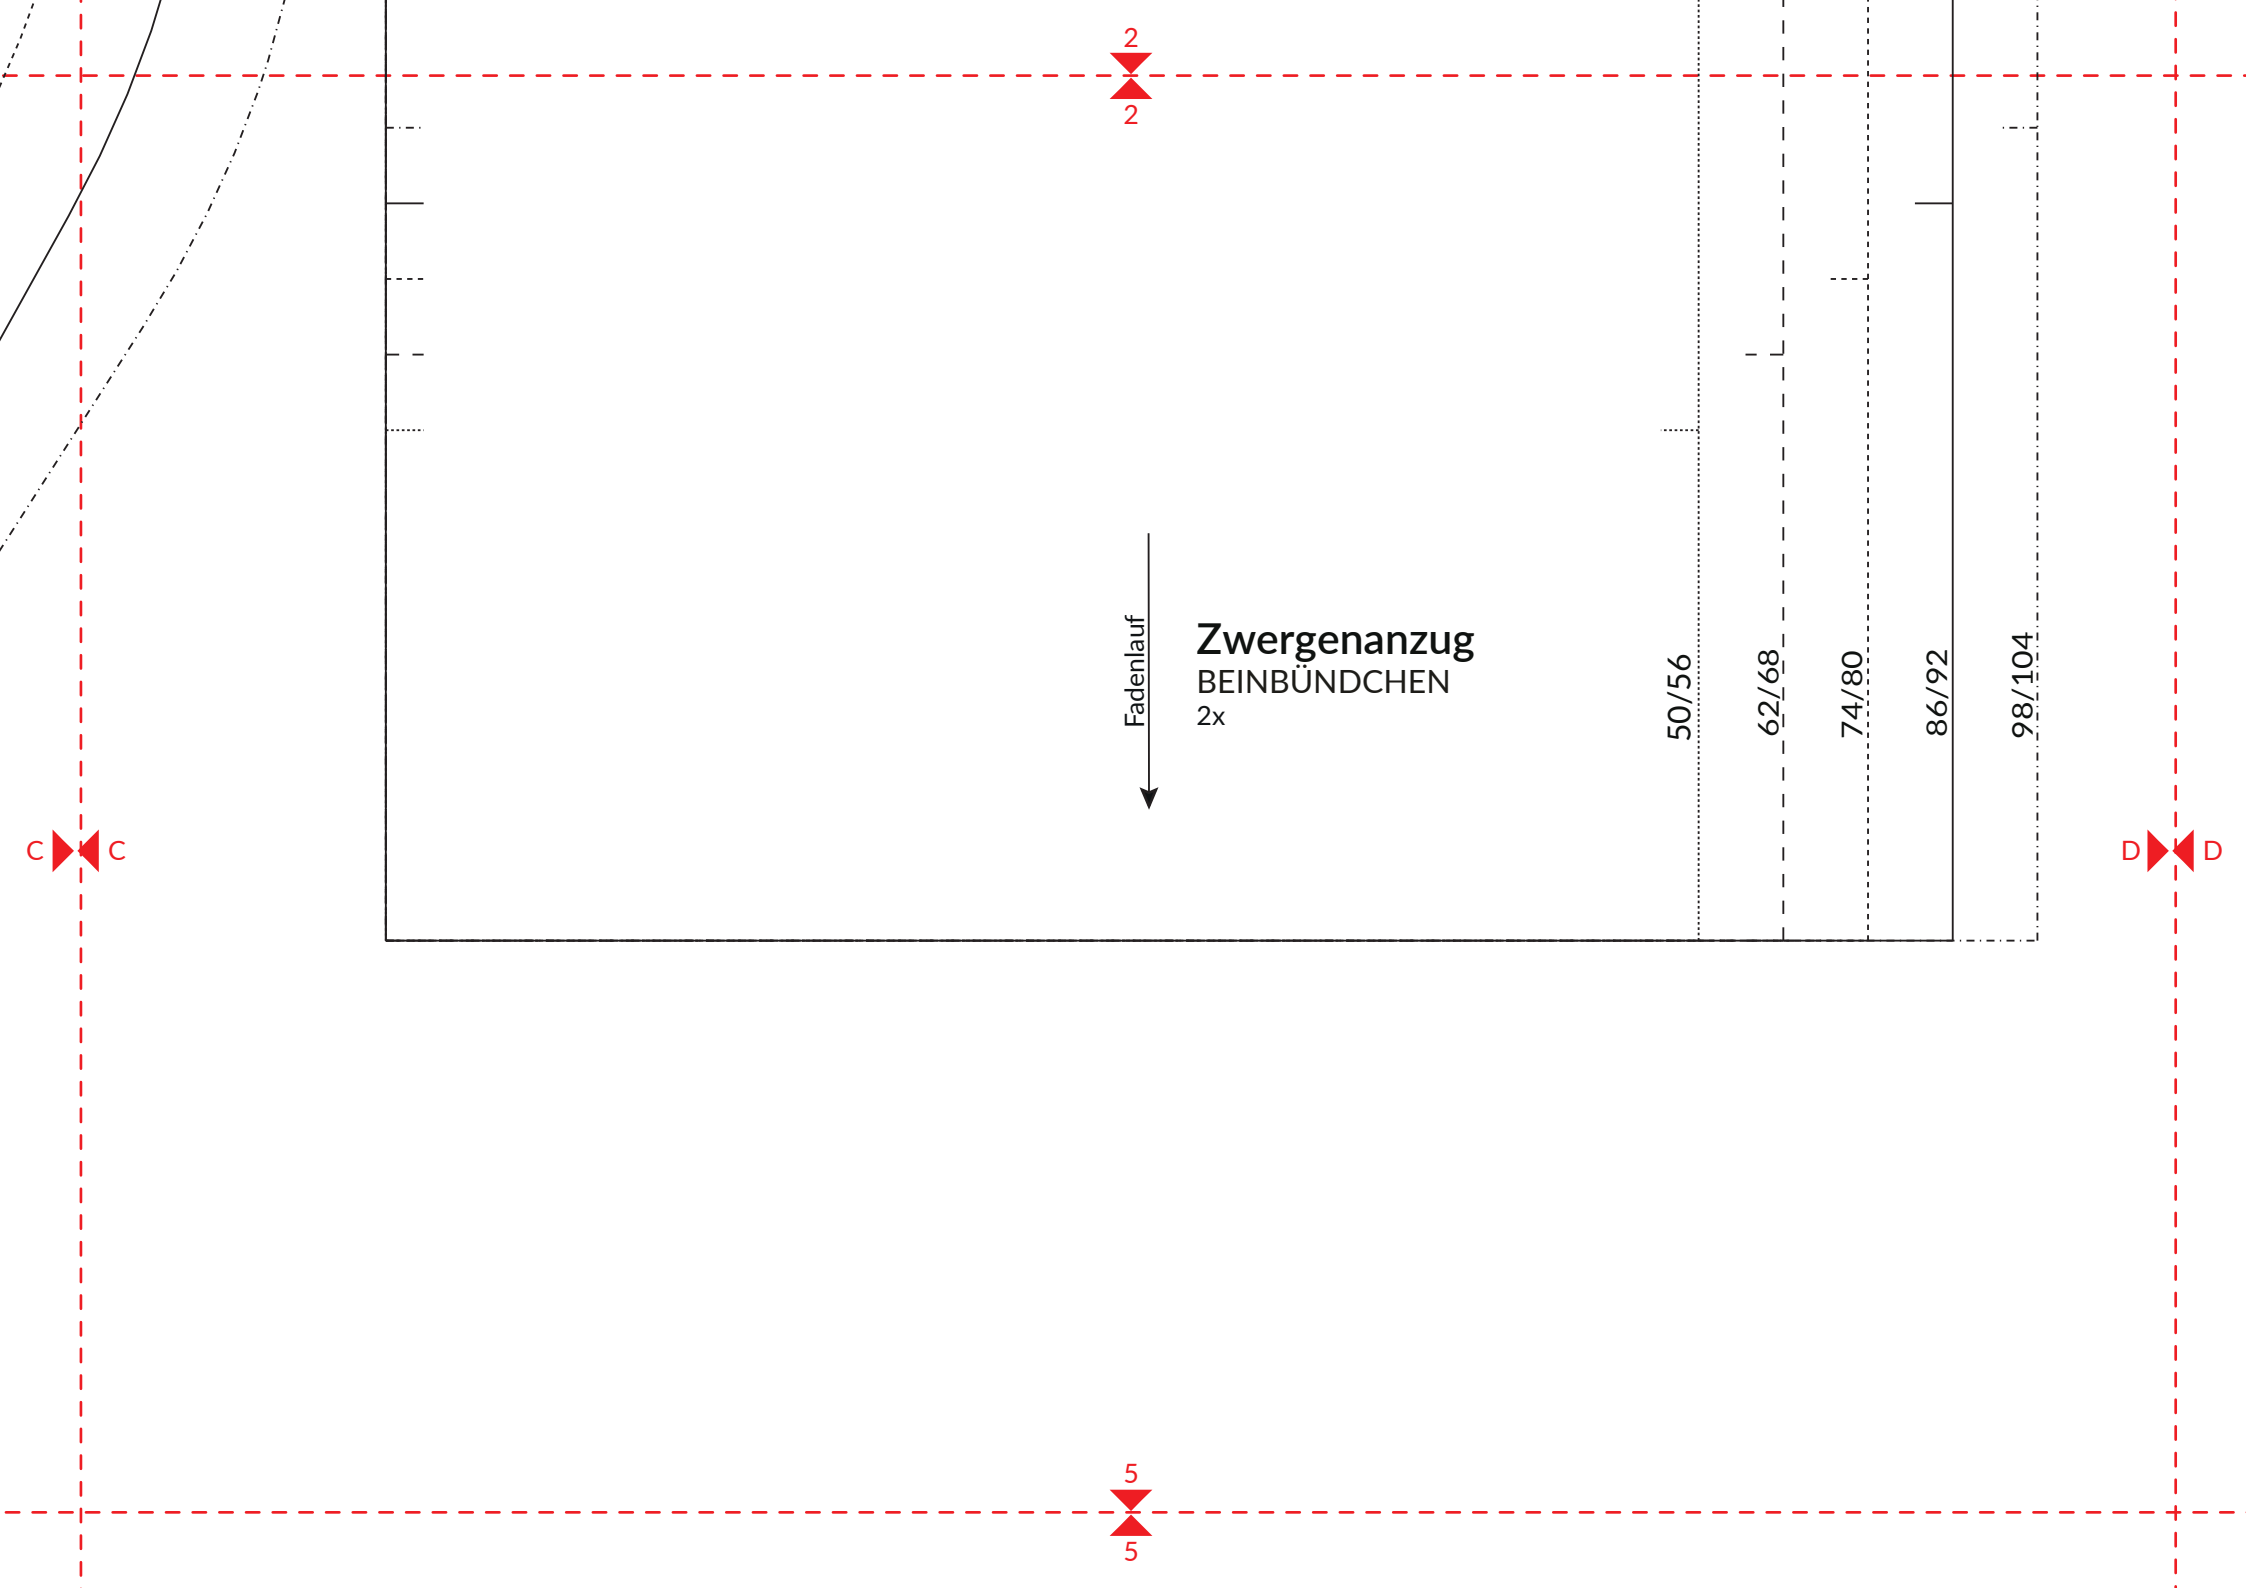 2
2
Fadenlauf
Zwergenanzug
BEINBÜNDCHEN
2x
50/56
62/68
74/80
86/92
98/104
C
C
D
D
5
5